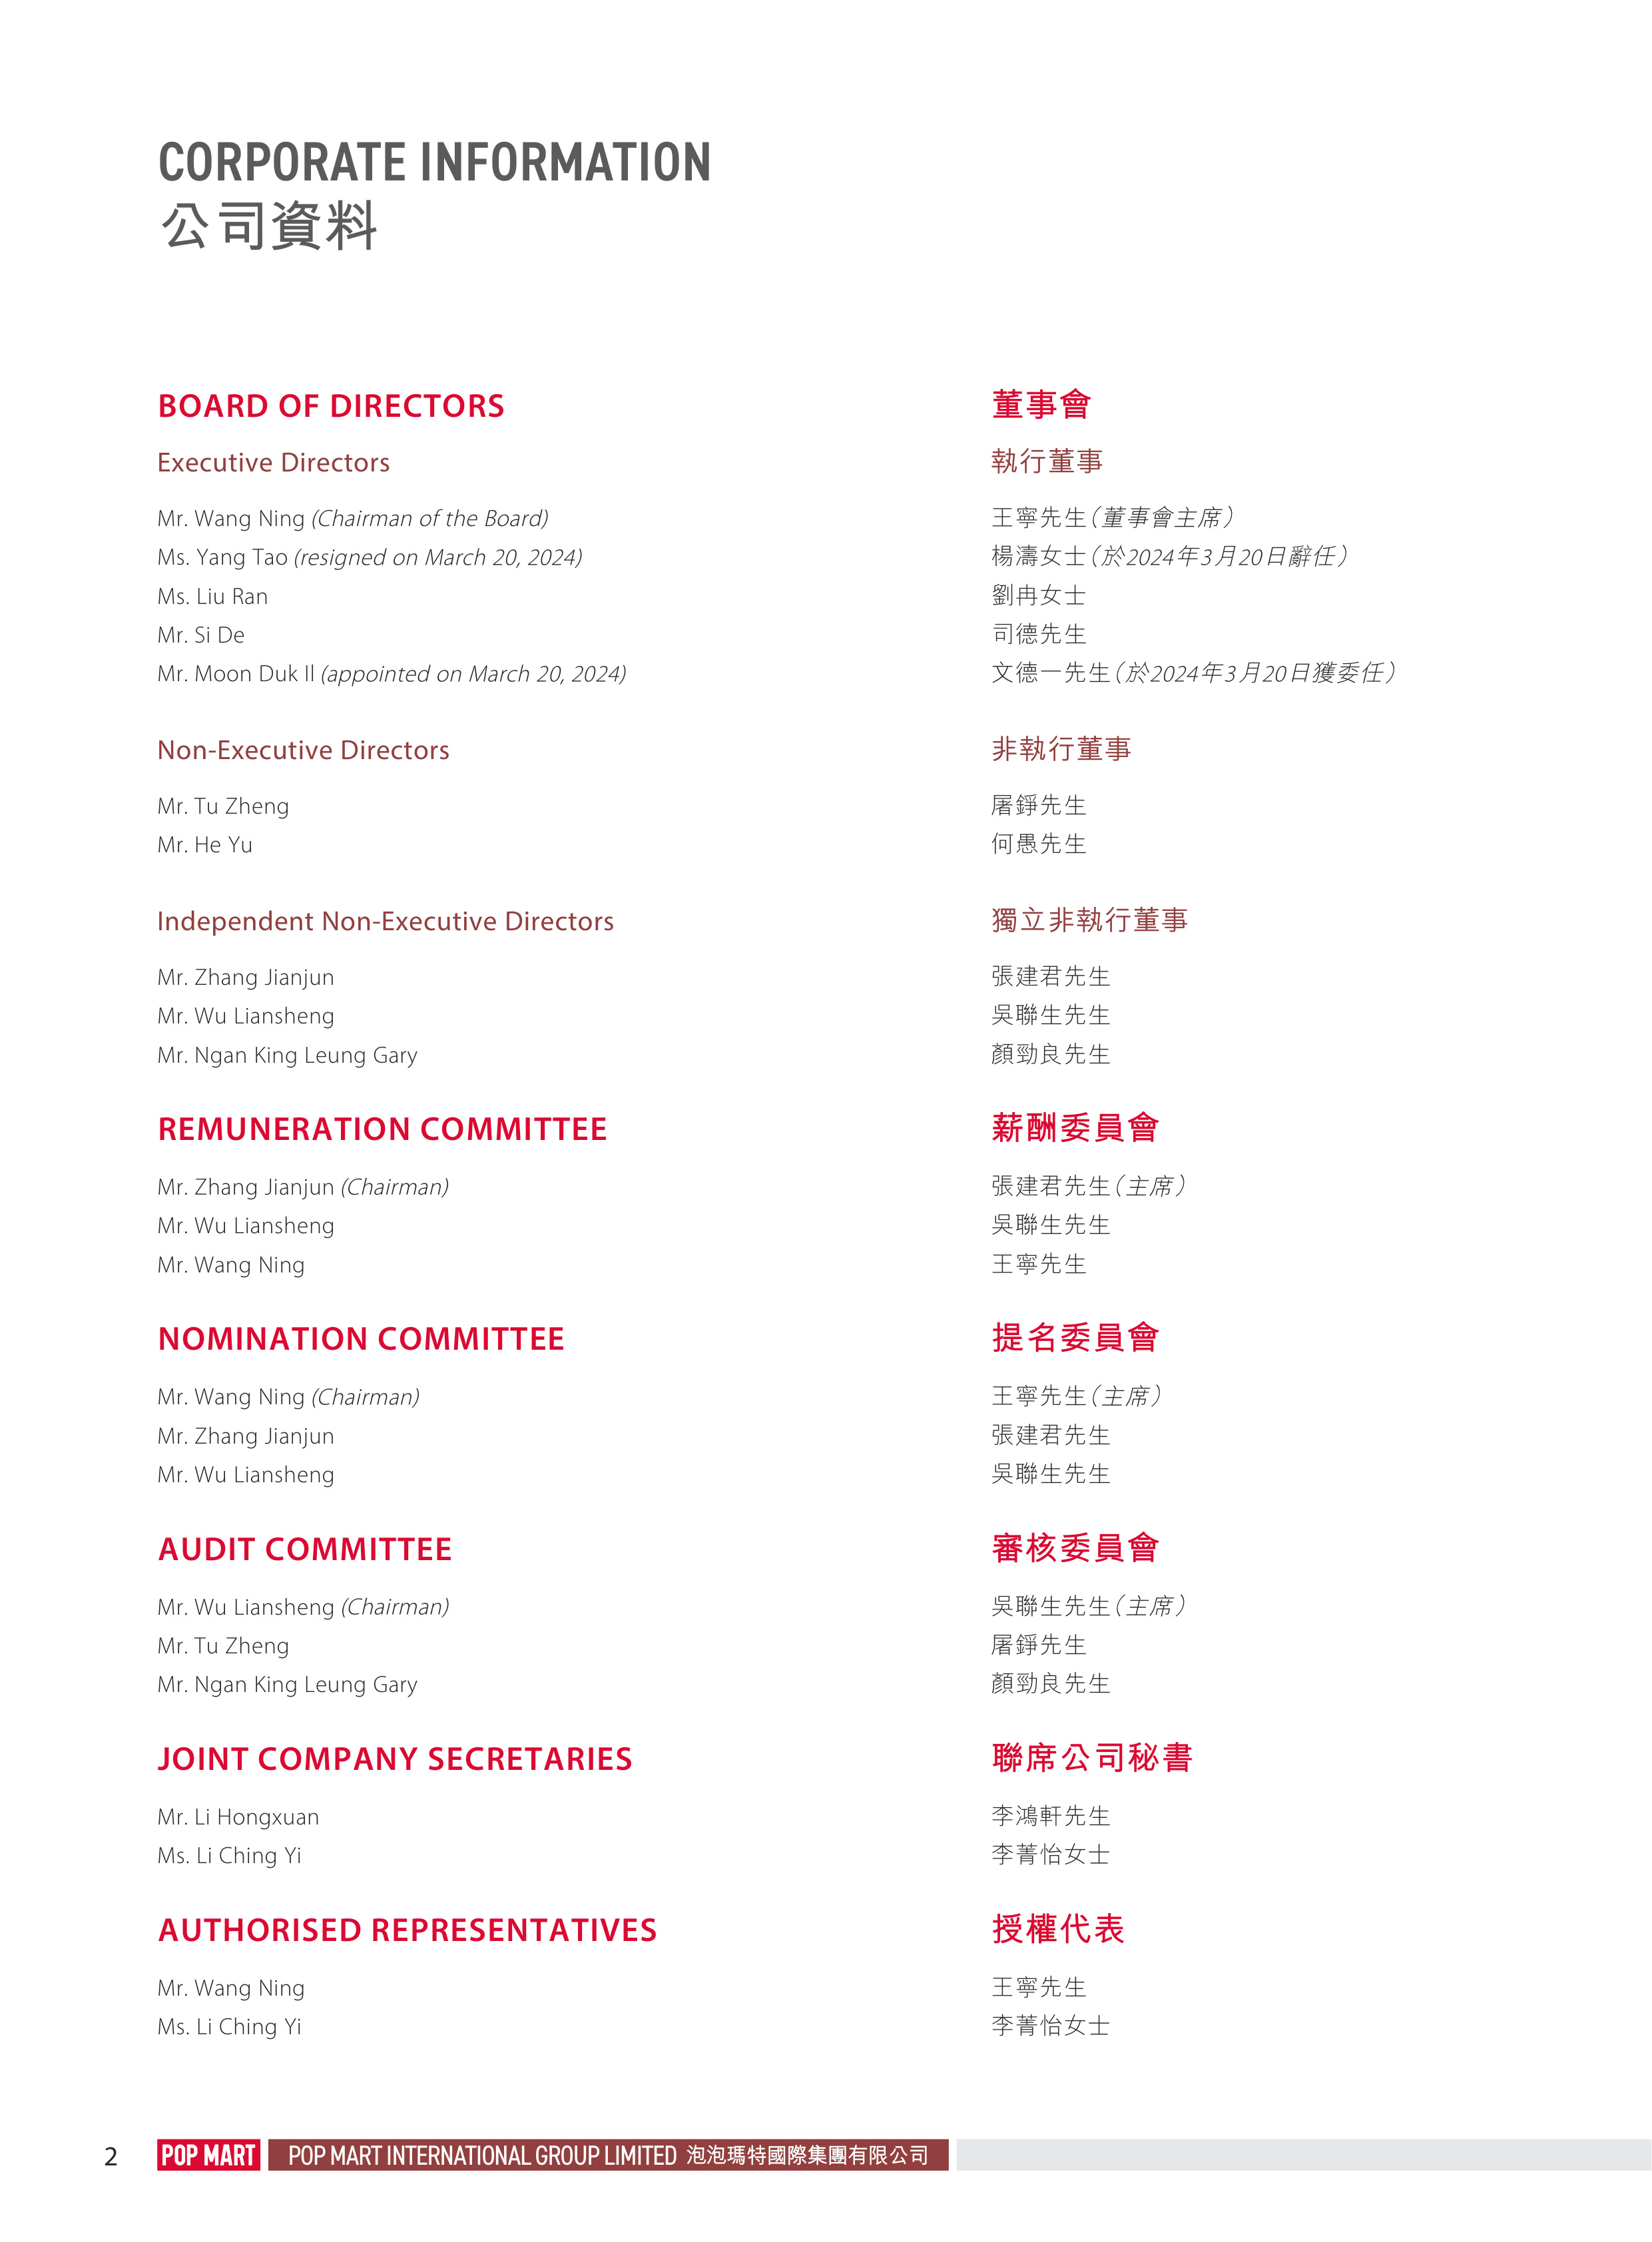 CORPORATE INFORMATION
公司資料
BOARD OF DIRECTORS
Executive Directors
Mr. Wang Ning (Chairman of the Board)
Ms. Yang Tao (resigned on March 20, 2024)
Ms. Liu Ran
Mr. Si De
Mr. Moon Duk Il (appointed on March 20, 2024)
Non-Executive Directors
Mr. Tu Zheng
Mr. He Yu
Independent Non-Executive Directors
Mr. Zhang Jianjun
Mr. Wu Liansheng
Mr. Ngan King Leung Gary
REMUNERATION COMMITTEE
Mr. Zhang Jianjun (Chairman)
Mr. Wu Liansheng
Mr. Wang Ning
NOMINATION COMMITTEE
Mr. Wang Ning (Chairman)
Mr. Zhang Jianjun
Mr. Wu Liansheng
AUDIT COMMITTEE
Mr. Wu Liansheng (Chairman)
Mr. Tu Zheng
Mr. Ngan King Leung Gary
JOINT COMPANY SECRETARIES
Mr. Li Hongxuan
Ms. Li Ching Yi
AUTHORISED REPRESENTATIVES
Mr. Wang Ning
Ms. Li Ching Yi
董事會
執行董事
王寧先生（董事會主席）
楊濤女士（於2024年3月20日辭任）
劉冉女士
司德先生
文德一先生（於2024年3月20日獲委任）
非執行董事
屠錚先生
何愚先生
獨立非執行董事
張建君先生
吳聯生先生
顏勁良先生
薪酬委員會
張建君先生（主席）
吳聯生先生
王寧先生
提名委員會
王寧先生（主席）
張建君先生
吳聯生先生
審核委員會
吳聯生先生（主席）
屠錚先生
顏勁良先生
聯席公司秘書
李鴻軒先生
李菁怡女士
授權代表
王寧先生
李菁怡女士
2 POP MART POP MART INTERNATIONAL GROUP LIMITED 泡泡瑪特國際集團有限公司